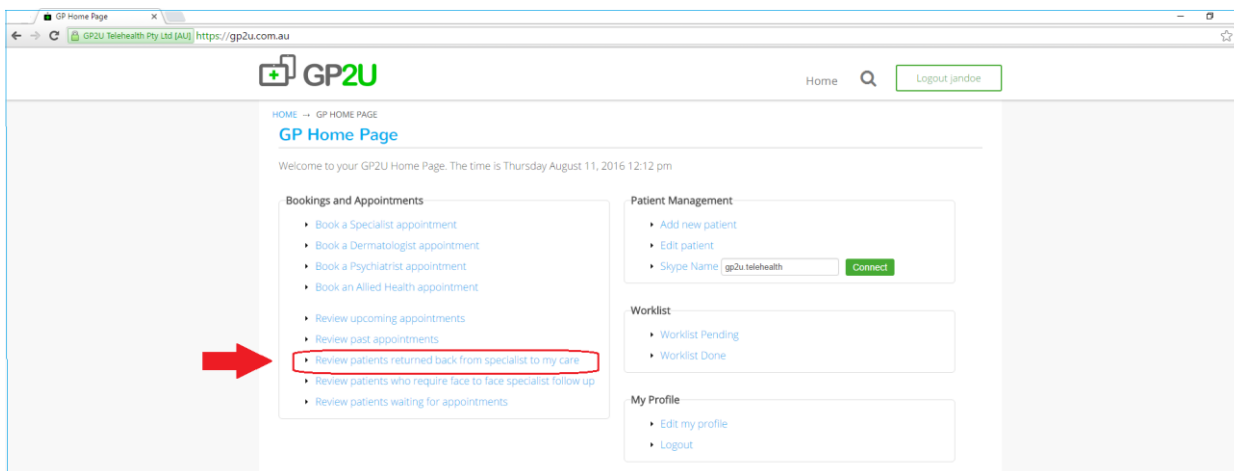 GP Home Page
GP2U Telehealth Pty Ltd [AU] https://gp2u.com.au
GP2U
Home
Logout jandoe
HOME → GP HOME PAGE
GP Home Page
Welcome to your GP2U Home Page. The time is Thursday August 11, 2016 12:12 pm
Bookings and Appointments
Book a Specialist appointment
Book a Dermatologist appointment
Book a Psychiatrist appointment
Book an Allied Health appointment
Review upcoming appointments
Review past appointments
Review patients returned back from specialist to my care
Review patients who require face to face specialist follow up
Review patients waiting for appointments
Patient Management
Add new patient
Edit patient
Skype Name gp2u.telehealth Connect
Worklist
Worklist Pending
Worklist Done
My Profile
Edit my profile
Logout